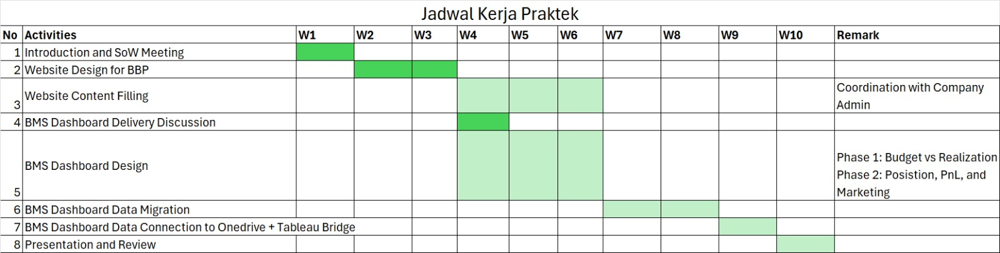 Jadwal Kerja Praktek
No Activities W1 W2 W3 W4 W5 W6 W7 W8 W9 W10 Remark
1 Introduction and SoW Meeting
2 Website Design for BBP
3 Website Content Filling Coordination with Company
Admin
4 BMS Dashboard Delivery Discussion
5 BMS Dashboard Design Phase 1: Budget vs Realization
Phase 2: Posistion, PnL, and
Marketing
6 BMS Dashboard Data Migration
7 BMS Dashboard Data Connection to Onedrive + Tableau Bridge
8 Presentation and Review